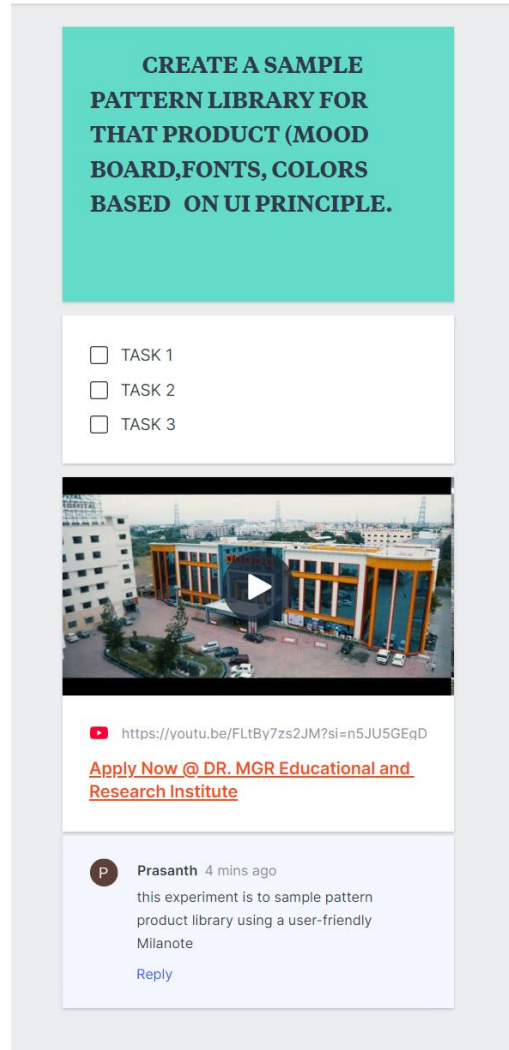 CREATE A SAMPLE
PATTERN LIBRARY FOR
THAT PRODUCT (MOOD
BOARD,FONTS, COLORS
BASED ON UI PRINCIPLE.
TASK 1
TASK 2
TASK 3
https://youtu.be/FLtBy7zs2JM?si=n5JU5GEgD
Apply Now @ DR. MGR Educational and
Research Institute
P
Prasanth 4 mins ago
this experiment is to sample pattern
product library using a user-friendly
Milanote
Reply